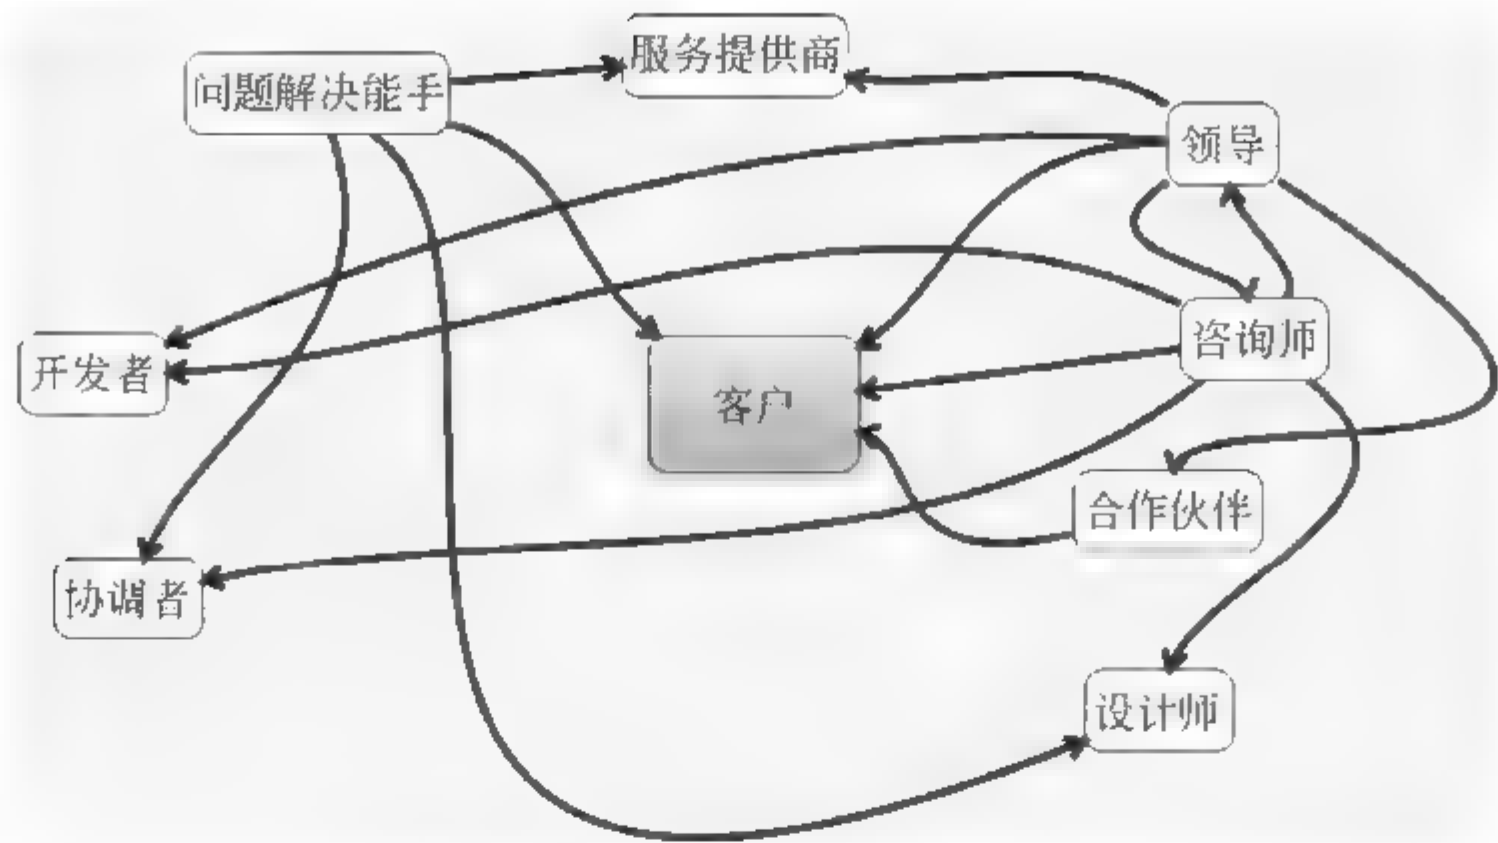 服务提供商
问题解决能手
领导
咨询师
开发者
客户
合作伙伴
协调者
设计师